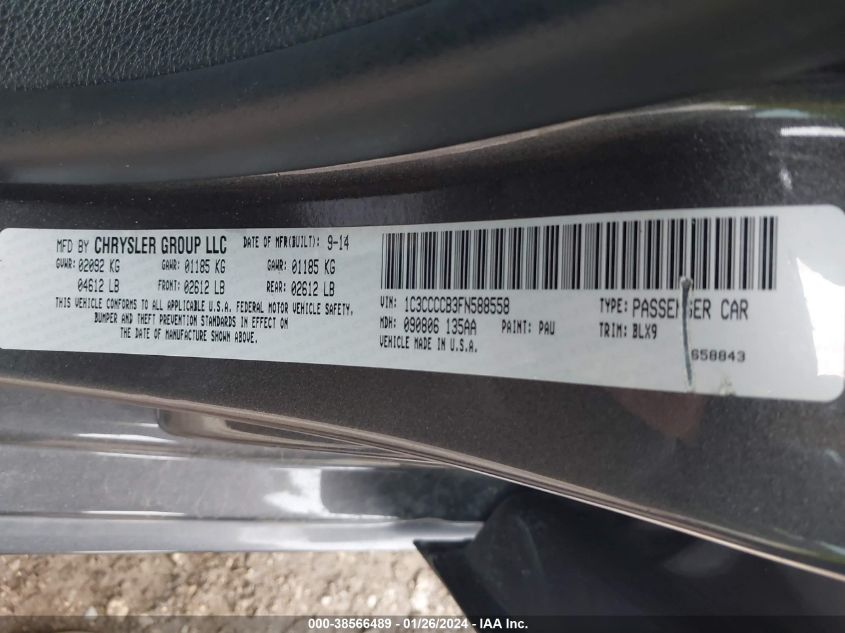 MFD BY CHRYSLER GROUP LLC DATE OF MFR(BUILT): 9-14
GVWR: 02092 KG GAWR: 01185 KG GAWR: 01185 KG
04612 LB FRONT: 02612 LB REAR: 02612 LB
THIS VEHICLE CONFORMS TO ALL APPLICABLE U.S.A. FEDERAL MOTOR VEHICLE SAFETY,
BUMPER AND THEFT PREVENTION STANDARDS IN EFFECT ON
THE DATE OF MANUFACTURE SHOWN ABOVE.
VIN: 1C3CCCCB3FN588558 TYPE: PASSENGER CAR
MDH: 090806 135AA PAINT: PAU TRIM: BLX9
VEHICLE MADE IN U.S.A.
658843
000-38566489 - 01/26/2024 - IAA Inc.